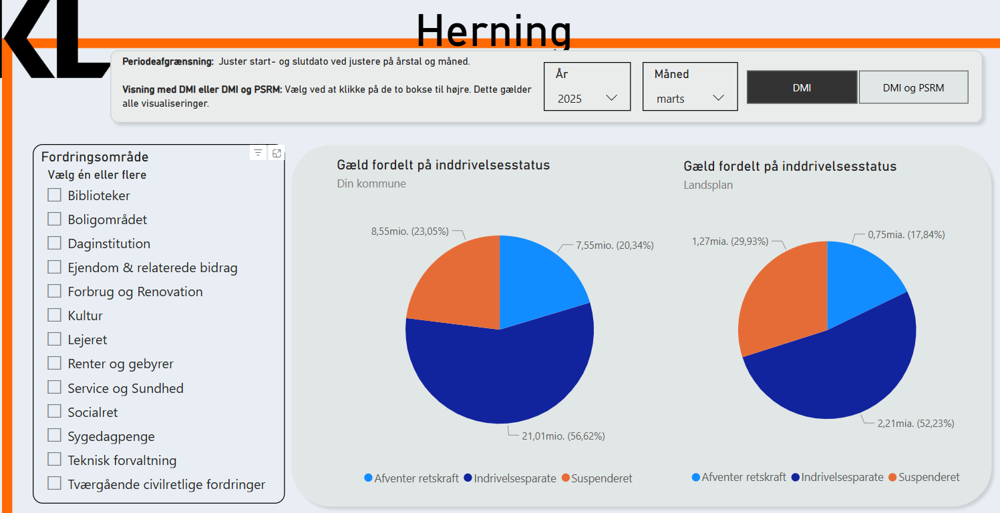 KL
Herning
Periodeafgrænsning: Juster start- og slutdato ved justere på årstal og måned.
Visning med DMI eller DMI og PSRM: Vælg ved at klikke på de to bokse til højre. Dette gælder
alle visualiseringer.
År
2025
Måned
marts
DMI
DMI og PSRM
Fordringsområde
Vælg én eller flere
Biblioteker
Boligområdet
Daginstitution
Ejendom & relaterede bidrag
Forbrug og Renovation
Kultur
Lejeret
Renter og gebyrer
Service og Sundhed
Socialret
Sygedagpenge
Teknisk forvaltning
Tværgående civilretlige fordringer
Gæld fordelt på inddrivelsesstatus
Din kommune
8,55mio. (23,05%)
7,55mio. (20,34%)
21,01mio. (56,62%)
Afventer retskraft
Indrivelsesparate
Suspenderet
Gæld fordelt på inddrivelsesstatus
Landsplan
1,27mia. (29,93%)
0,75mia. (17,84%)
2,21mia. (52,23%)
Afventer retskraft
Indrivelsesparate
Suspenderet